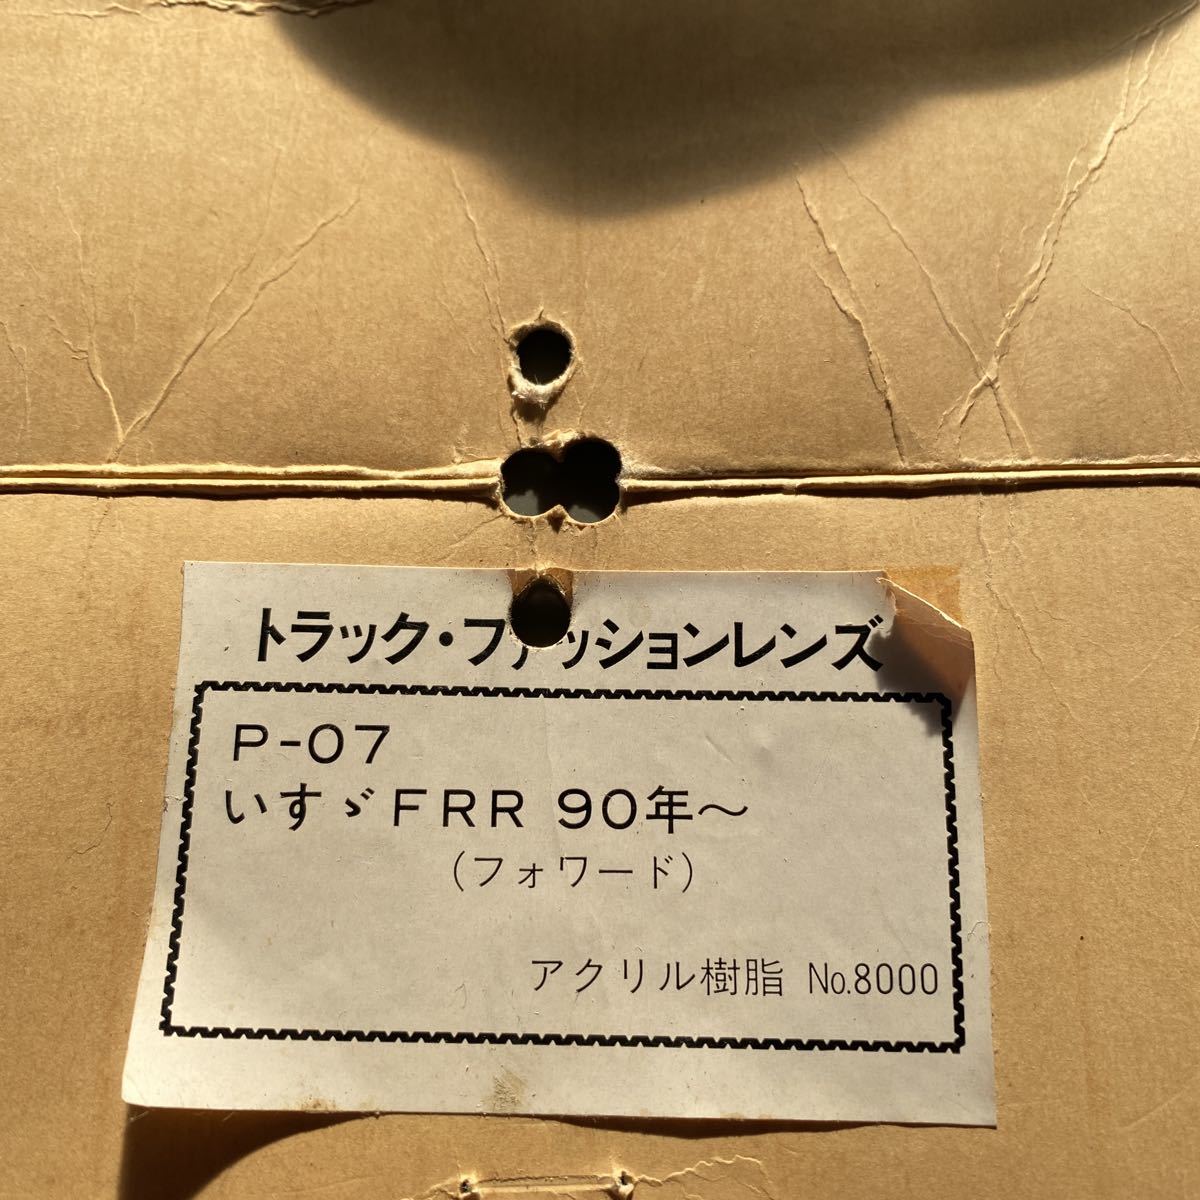 トラック・ファッションレンズ
P-07
いすゞFRR 90年～
(フォワード)
アクリル樹脂 No.8000